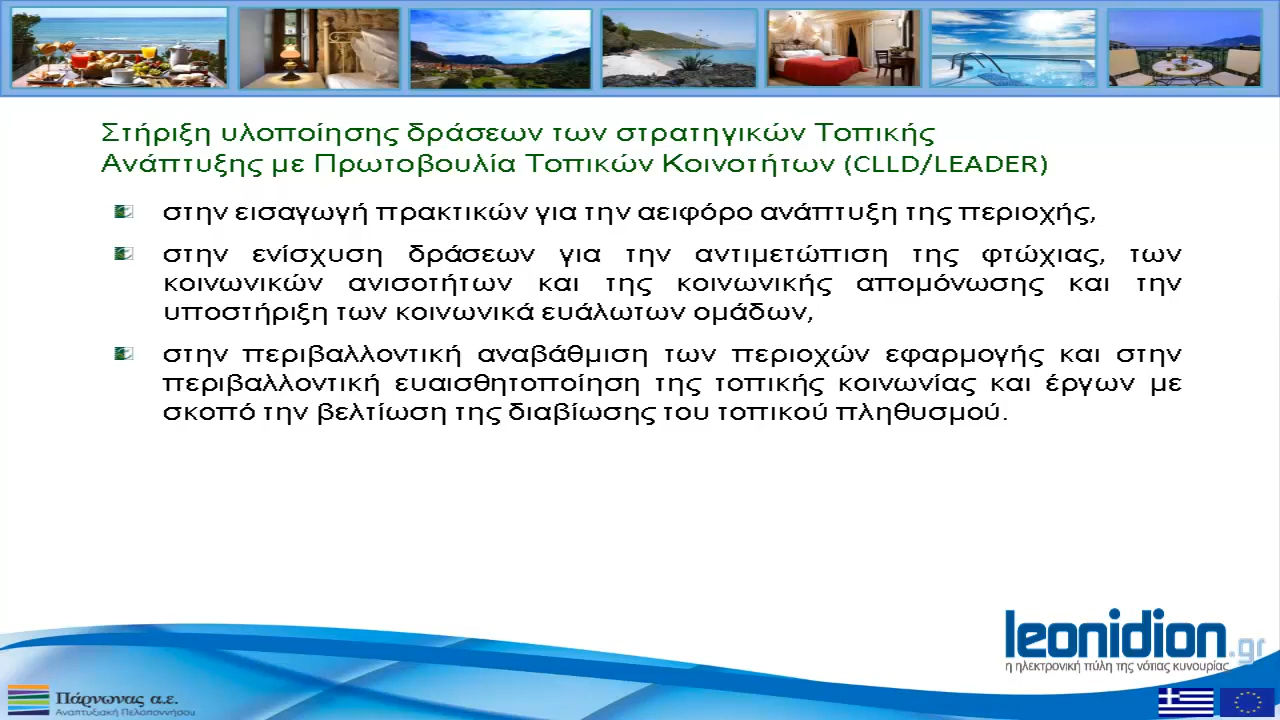 Στήριξη υλοποίησης δράσεων των στρατηγικών Τοπικής
Ανάπτυξης με Πρωτοβουλία Τοπικών Κοινοτήτων (CLLD/LEADER)
στην εισαγωγή πρακτικών για την αειφόρο ανάπτυξη της περιοχής,
στην ενίσχυση δράσεων για την αντιμετώπιση της φτώχιας, των
κοινωνικών ανισοτήτων και της κοινωνικής απομόνωσης και την
υποστήριξη των κοινωνικά ευάλωτων ομάδων,
στην περιβαλλοντική αναβάθμιση των περιοχών εφαρμογής και στην
περιβαλλοντική ευαισθητοποίηση της τοπικής κοινωνίας και έργων με
σκοπό την βελτίωση της διαβίωσης του τοπικού πληθυσμού.
leonidion.gr
η ηλεκτρονική πύλη της νότιας κυνουρίας
Πάρνωνας α.ε.
Αναπτυξιακή Πελοποννήσου